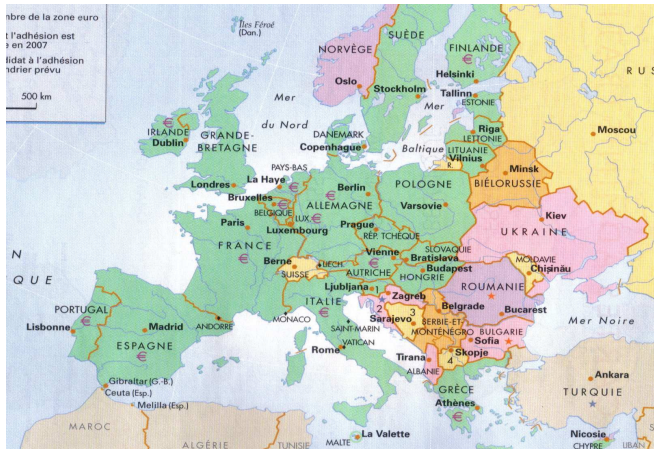 mbre de la zone euro
t l'adhésion est
e en 2007
didat à l'adhésion
ndrier prévu
500 km
Îles Féroé
(Dan.)
NORVÈGE
SUÈDE
FINLANDE
Oslo
Stockholm
Helsinki
Tallinn
ESTONIE
RUS
Mer
du Nord
Mer
Baltique
IRLANDE
Dublin
GRANDE-
BRETAGNE
Londres
DANEMARK
Copenhague
Riga
LETTONIE
LITUANIE
Vilnius
R.
Moscou
Minsk
BIÉLORUSSIE
PAYS-BAS
La Haye
Bruxelles
BELGIQUE
LUX.
Luxembourg
Berlin
ALLEMAGNE
POLOGNE
Varsovie
Kiev
UKRAINE
Paris
FRANCE
Prague
RÉP. TCHÈQUE
SLOVAQUIE
Vienne
Bratislava
Budapest
AUTRICHE
HONGRIE
MOLDAVIE
Chişinău
Berne
SUISSE
LIECH.
Ljubljana
Zagreb
ROUMANIE
N
QUE
ITALIE
2
3
Sarajevo
Belgrade
SERBIE-ET-
MONTÉNÉGRO
Bucarest
BULGARIE
Sofia
Mer Noire
PORTUGAL
Lisbonne
Madrid
ESPAGNE
ANDORRE
MONACO
SAINT-MARIN
VATICAN
Rome
Tirana
ALBANIE
Skopje
4
Gibraltar (G.-B.)
Ceuta (Esp.)
Melilla (Esp.)
GRÈCE
Athènes
Ankara
TURQUIE
MAROC
ALGÉRIE
TUNISIE
MALTE
La Valette
Nicosie
CHYPRE
LIBAN
S